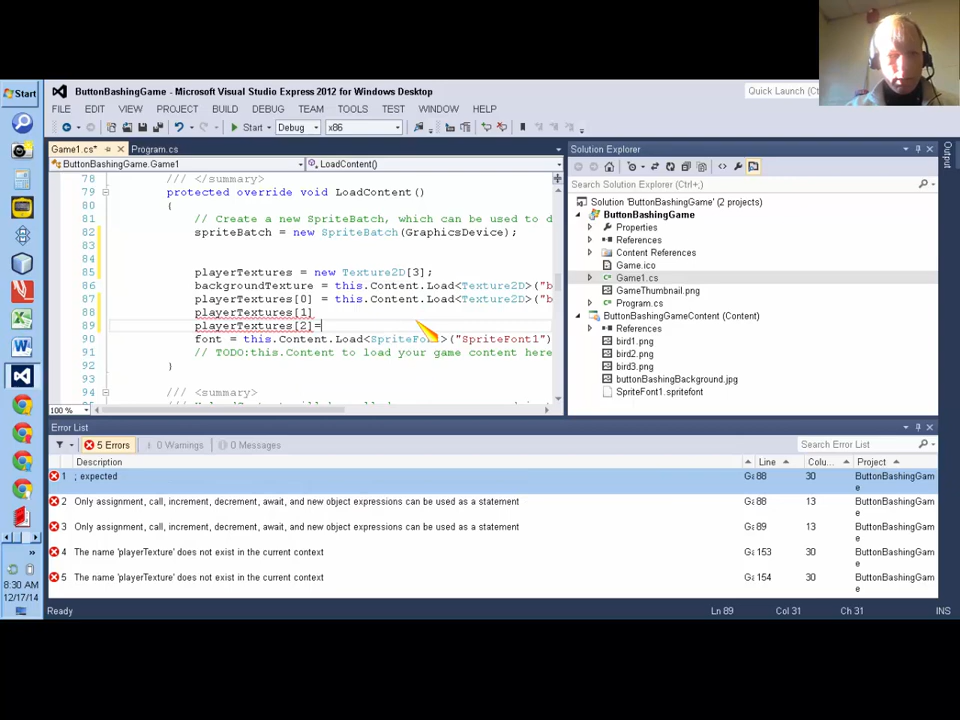 Start
ButtonBashingGame - Microsoft Visual Studio Express 2012 for Windows Desktop
Quick Launch (Ctrl
FILE EDIT VIEW PROJECT BUILD DEBUG TEAM TOOLS TEST WINDOW HELP
Start Debug x86
Game1.cs* Program.cs
Solution Explorer
Output
ButtonBashingGame.Game1 LoadContent()
Search Solution Explorer (Ctrl+;)
78 /// </summary>
79 protected override void LoadContent()
80 {
81 // Create a new SpriteBatch, which can be used to d
82 spriteBatch = new SpriteBatch(GraphicsDevice);
83
84
85 playerTextures = new Texture2D[3];
86 backgroundTexture = this.Content.Load<Texture2D>("b
87 playerTextures[0] = this.Content.Load<Texture2D>("b
88 playerTextures[1]
89 playerTextures[2]=
90 font = this.Content.Load<SpriteFon >("SpriteFont1")
91 // TODO:this.Content to load your game content here
92 }
93
94 /// <summary>
100 %
Solution 'ButtonBashingGame' (2 projects)
ButtonBashingGame
Properties
References
Content References
Game.ico
Game1.cs
GameThumbnail.png
Program.cs
ButtonBashingGameContent (Content)
References
bird1.png
bird2.png
bird3.png
buttonBashingBackground.jpg
SpriteFont1.spritefont
Error List
5 Errors 0 Warnings 0 Messages
Search Error List
Description Line Colu... Project
1 ; expected Ga 88 30 ButtonBashingGam
e
2 Only assignment, call, increment, decrement, await, and new object expressions can be used as a statement Ga 88 13 ButtonBashingGam
e
3 Only assignment, call, increment, decrement, await, and new object expressions can be used as a statement Ga 89 13 ButtonBashingGam
e
4 The name 'playerTexture' does not exist in the current context Ga 153 30 ButtonBashingGam
e
5 The name 'playerTexture' does not exist in the current context Ga 154 30 ButtonBashingGam
e
8:30 AM
12/17/14
Ready Ln 89 Col 31 Ch 31 INS